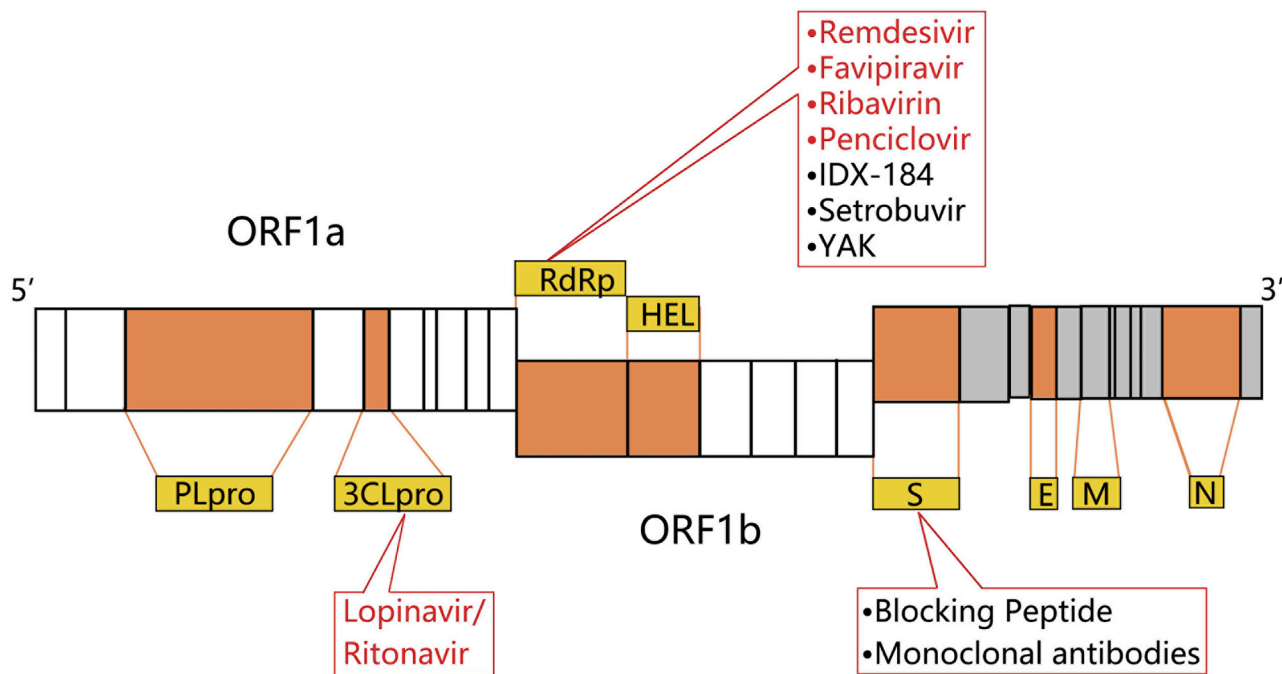 •Remdesivir
•Favipiravir
•Ribavirin
•Penciclovir
•IDX-184
•Setrobuvir
•YAK
ORF1a
5’
RdRp
HEL
3’
PLpro
3CLpro
S
E
M
N
ORF1b
Lopinavir/
Ritonavir
•Blocking Peptide
•Monoclonal antibodies